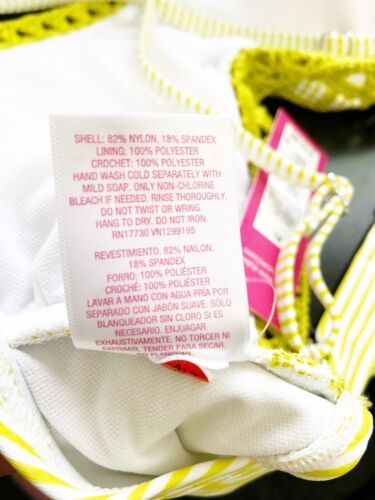 SHELL: 82% NYLON, 18% SPANDEX
LINING: 100% POLYESTER
CROCHET: 100% POLYESTER
HAND WASH COLD SEPARATELY WITH
MILD SOAP. ONLY NON-CHLORINE
BLEACH IF NEEDED. RINSE THOROUGHLY.
DO NOT TWIST OR WRING.
HANG TO DRY. DO NOT IRON.
RN17730 VN1299195
REVESTIMIENTO: 82% NAILON,
18% SPANDEX
FORRO: 100% POLIÉSTER
CROCHÉ: 100% POLIÉSTER
LAVAR A MANO CON AGUA FRÍA POR
SEPARADO CON JABÓN SUAVE. SÓLO
BLANQUEADOR SIN CLORO SI ES
NECESARIO. ENJUAGAR
EXHAUSTIVAMENTE. NO TORCER NI
EXPRIMIR. TENDER PARA SECAR.
NO PLANCHAR.